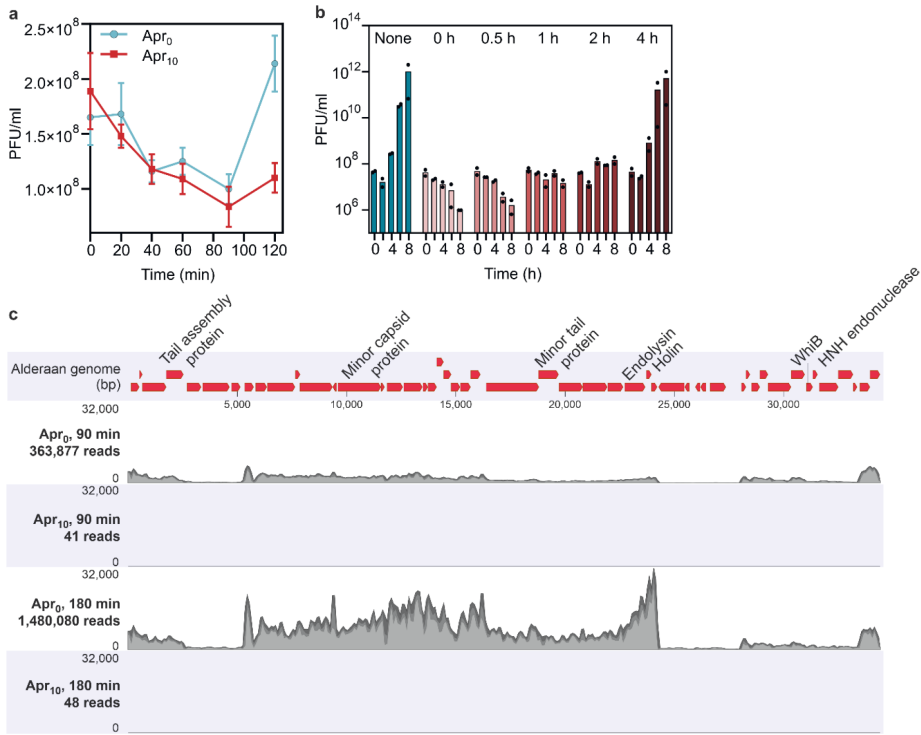 a
2.5×10⁸
2.0×10⁸
1.5×10⁸
1.0×10⁸
PFU/ml
Apr₀
Apr₁₀
0 20 40 60 80 100 120
Time (min)
b
10¹⁴
10¹²
10¹⁰
10⁸
10⁶
PFU/ml
None 0 h 0.5 h 1 h 2 h 4 h
0 4 8 0 4 8 0 4 8 0 4 8 0 4 8 0 4 8
Time (h)
c
Tail assembly
protein
Minor capsid
protein
Minor tail
protein
Endolysin
Holin
WhiB
HNH endonuclease
Alderaan genome
(bp)
5,000 10,000 15,000 20,000 25,000 30,000
32,000
Apr₀, 90 min
363,877 reads
0
32,000
Apr₁₀, 90 min
41 reads
0
32,000
Apr₀, 180 min
1,480,080 reads
0
32,000
Apr₁₀, 180 min
48 reads
0